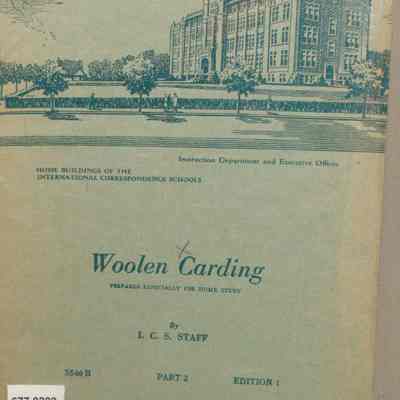 Instruction Department and Executive Offices
HOME BUILDINGS OF THE
INTERNATIONAL CORRESPONDENCE SCHOOLS
Woolen Carding
PREPARED ESPECIALLY FOR HOME STUDY
By
I. C. S. STAFF
5540 B PART 2 EDITION 1